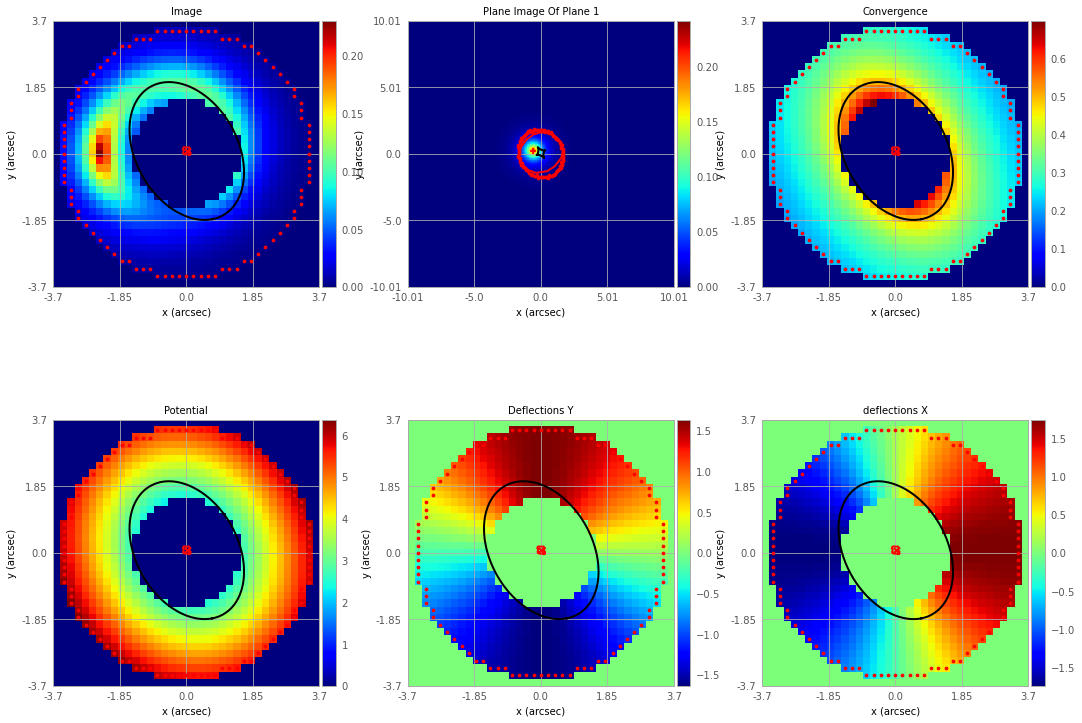 Image
Plane Image Of Plane 1
Convergence
3.7
1.85
0.0
-1.85
-3.7
-3.7 -1.85 0.0 1.85 3.7
x (arcsec)
y (arcsec)
0.20
0.15
0.10
0.05
0.00
10.01
5.01
0.0
-5.0
-10.01
-10.01 -5.0 0.0 5.01 10.01
x (arcsec)
y (arcsec)
0.20
0.15
0.10
0.05
0.00
3.7
1.85
0.0
-1.85
-3.7
-3.7 -1.85 0.0 1.85 3.7
x (arcsec)
y (arcsec)
0.6
0.5
0.4
0.3
0.2
0.1
0.0
Potential
Deflections Y
deflections X
3.7
1.85
0.0
-1.85
-3.7
-3.7 -1.85 0.0 1.85 3.7
x (arcsec)
y (arcsec)
6
5
4
3
2
1
0
3.7
1.85
0.0
-1.85
-3.7
-3.7 -1.85 0.0 1.85 3.7
x (arcsec)
y (arcsec)
1.5
1.0
0.5
0.0
−0.5
−1.0
−1.5
3.7
1.85
0.0
-1.85
-3.7
-3.7 -1.85 0.0 1.85 3.7
x (arcsec)
y (arcsec)
1.5
1.0
0.5
0.0
−0.5
−1.0
−1.5